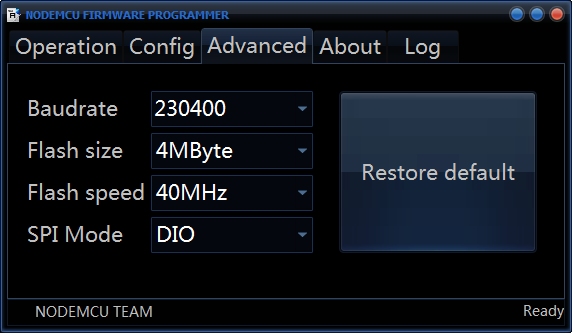 NODEMCU FIRMWARE PROGRAMMER
Operation Config Advanced About Log
Baudrate 230400
Flash size 4MByte
Flash speed 40MHz
SPI Mode DIO
Restore default
NODEMCU TEAM Ready